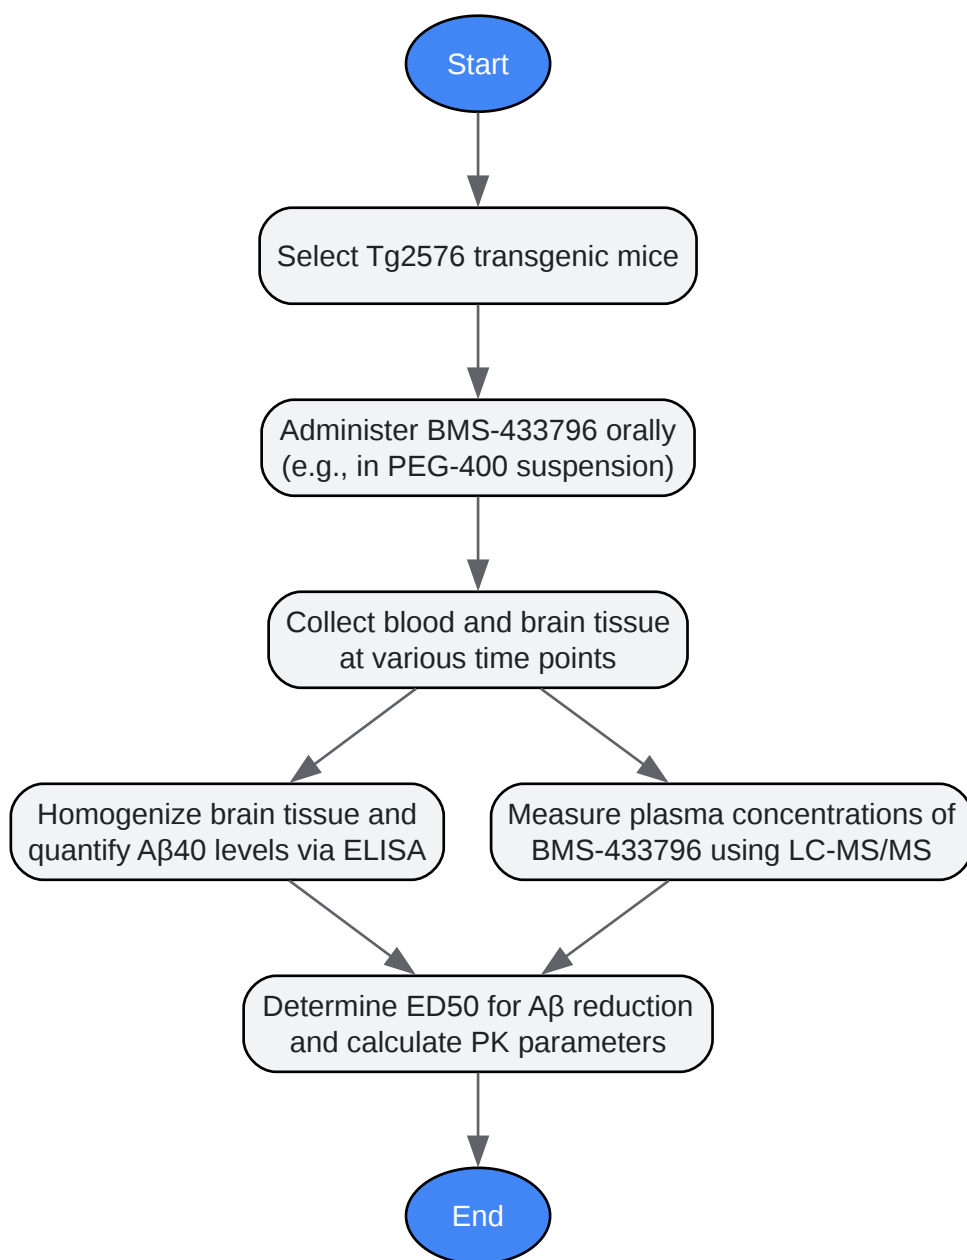 Start
Select Tg2576 transgenic mice
Administer BMS-433796 orally
(e.g., in PEG-400 suspension)
Collect blood and brain tissue
at various time points
Homogenize brain tissue and
quantify Aβ40 levels via ELISA
Measure plasma concentrations of
BMS-433796 using LC-MS/MS
Determine ED50 for Aβ reduction
and calculate PK parameters
End